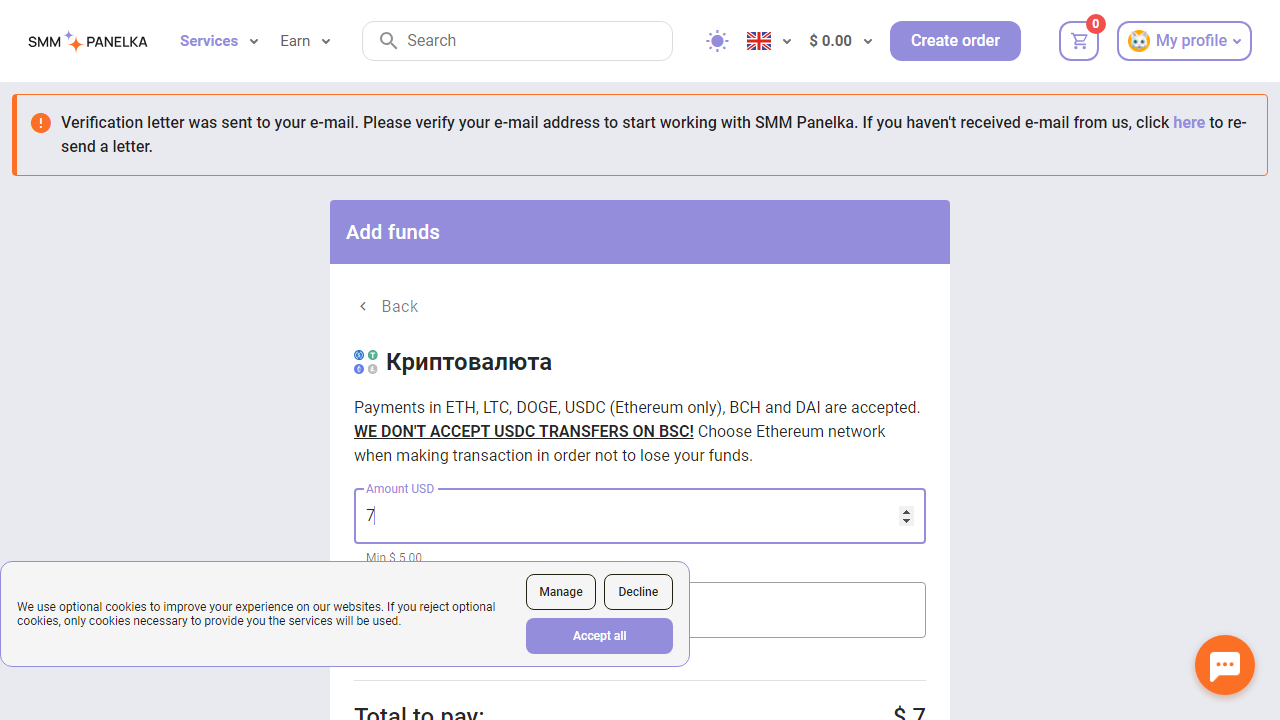 SMM PANELKA
Services
Earn
Search
$ 0.00
Create order
0
My profile
Verification letter was sent to your e-mail. Please verify your e-mail address to start working with SMM Panelka. If you haven't received e-mail from us, click here to re-
send a letter.
Add funds
Back
Криптовалюта
Payments in ETH, LTC, DOGE, USDC (Ethereum only), BCH and DAI are accepted.
WE DON'T ACCEPT USDC TRANSFERS ON BSC! Choose Ethereum network
when making transaction in order not to lose your funds.
Amount USD
7
Min $ 5.00
We use optional cookies to improve your experience on our websites. If you reject optional
cookies, only cookies necessary to provide you the services will be used.
Manage
Decline
Accept all
Total to pay:
$ 7